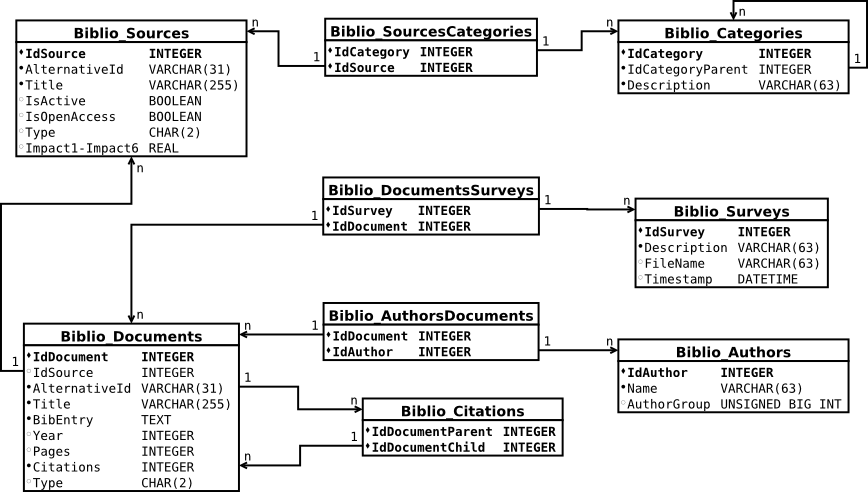 Biblio_Sources
IdSource INTEGER
AlternativeId VARCHAR(31)
Title VARCHAR(255)
IsActive BOOLEAN
IsOpenAccess BOOLEAN
Type CHAR(2)
Impact1-Impact6 REAL
n
1
Biblio_SourcesCategories
IdCategory INTEGER
IdSource INTEGER
1
n
n
Biblio_Categories
IdCategory INTEGER
IdCategoryParent INTEGER
Description VARCHAR(63)
1
n
1
Biblio_DocumentsSurveys
IdSurvey INTEGER
IdDocument INTEGER
1
n
Biblio_Surveys
IdSurvey INTEGER
Description VARCHAR(63)
FileName VARCHAR(63)
Timestamp DATETIME
n
Biblio_Documents
IdDocument INTEGER
IdSource INTEGER
AlternativeId VARCHAR(31)
Title VARCHAR(255)
BibEntry TEXT
Year INTEGER
Pages INTEGER
Citations INTEGER
Type CHAR(2)
1
n
1
Biblio_AuthorsDocuments
IdDocument INTEGER
IdAuthor INTEGER
1
n
Biblio_Authors
IdAuthor INTEGER
Name VARCHAR(63)
AuthorGroup UNSIGNED BIG INT
1
n
Biblio_Citations
IdDocumentParent INTEGER
IdDocumentChild INTEGER
1
n